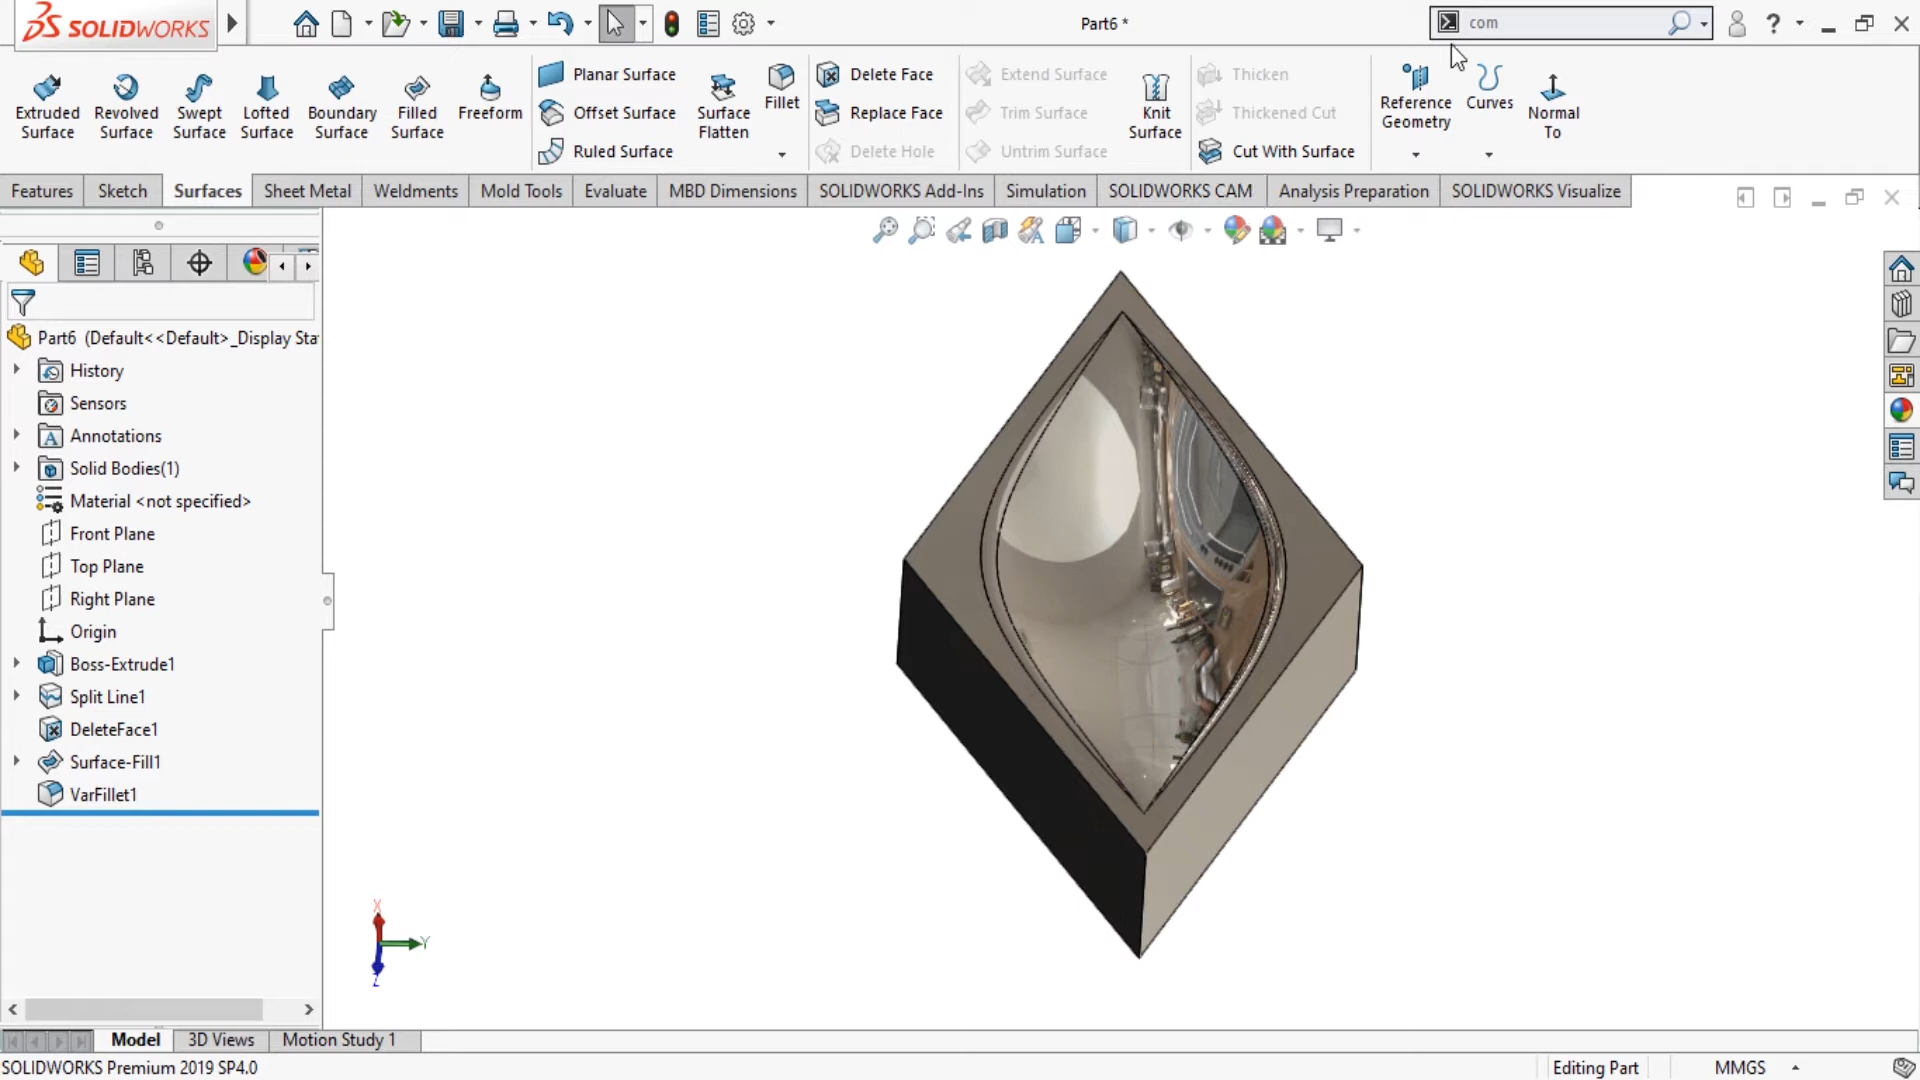 SOLIDWORKS
Part6 *
com
Extruded Surface
Revolved Surface
Swept Surface
Lofted Surface
Boundary Surface
Filled Surface
Freeform
Planar Surface
Offset Surface
Ruled Surface
Surface Flatten
Fillet
Delete Face
Replace Face
Delete Hole
Extend Surface
Trim Surface
Untrim Surface
Knit Surface
Thicken
Thickened Cut
Cut With Surface
Reference Geometry
Curves
Normal To
Features
Sketch
Surfaces
Sheet Metal
Weldments
Mold Tools
Evaluate
MBD Dimensions
SOLIDWORKS Add-Ins
Simulation
SOLIDWORKS CAM
Analysis Preparation
SOLIDWORKS Visualize
Part6 (Default<<Default>_Display Sta
History
Sensors
Annotations
Solid Bodies(1)
Material <not specified>
Front Plane
Top Plane
Right Plane
Origin
Boss-Extrude1
Split Line1
DeleteFace1
Surface-Fill1
VarFillet1
X
Y
Z
Model
3D Views
Motion Study 1
SOLIDWORKS Premium 2019 SP4.0
Editing Part
MMGS